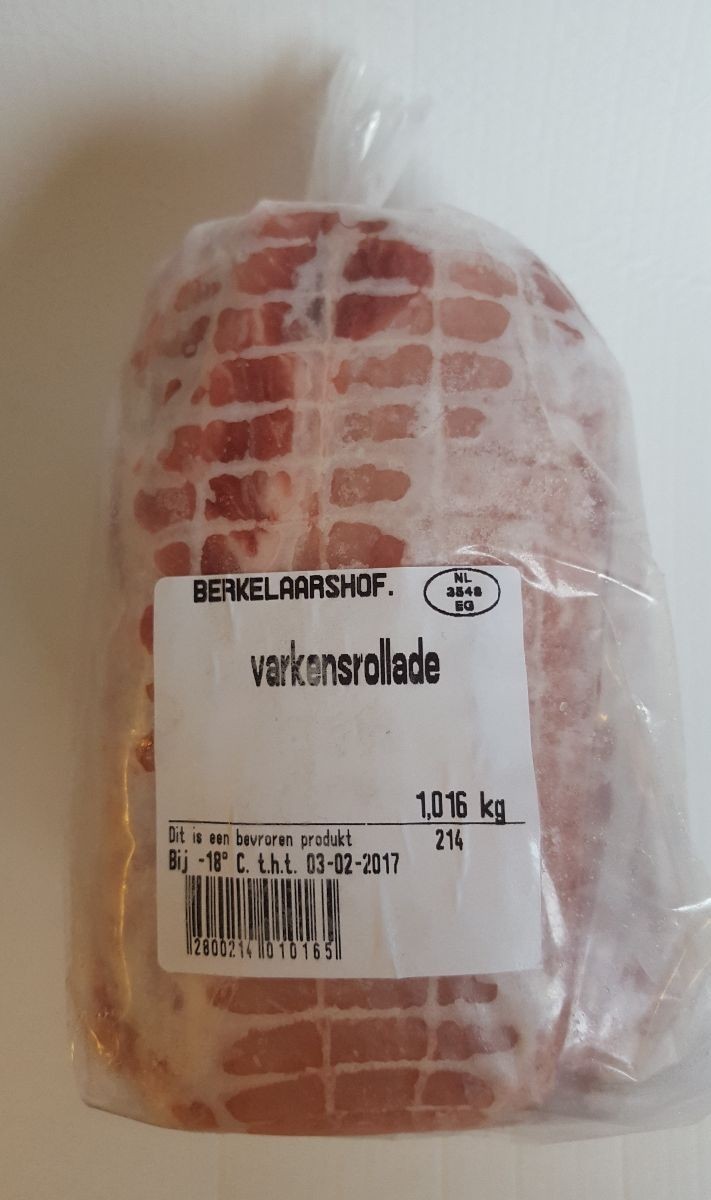 BERKELAARSHOF.
NL
3548
EG
varkensrollade
1,016 kg
Dit is een bevroren produkt 214
Bij -18° C. t.h.t. 03-02-2017
2800214 010165